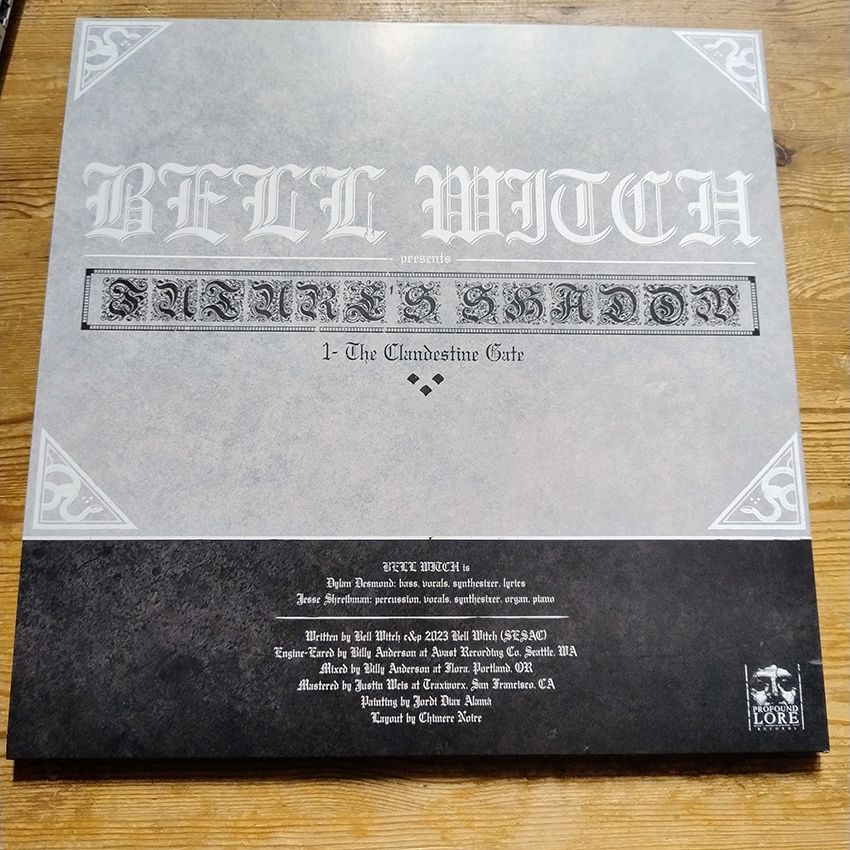 BELL WITCH
presents
FUTURE'S SHADOW
1- The Clandestine Gate
BELL WITCH is
Dylan Desmond: bass, vocals, synthesizer, lyrics
Jesse Shreibman: percussion, vocals, synthesizer, organ, piano
Written by Bell Witch c&p 2023 Bell Witch (SESAC)
Engine-Eared by Billy Anderson at Avast Recording Co, Seattle, WA
Mixed by Billy Anderson at Flora, Portland, OR
Mastered by Justin Weis at Traxworx, San Francisco, CA
Painting by Jordi Diaz Alamà
Layout by Chimere Noire
PROFOUND
LORE
RECORDS